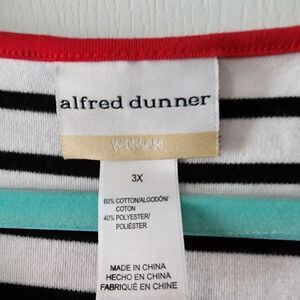 alfred dunner
WOMAN
3X
60% COTTON/ALGODÓN/
COTON
40% POLYESTER/
POLIÉSTER
MADE IN CHINA
HECHO EN CHINA
FABRIQUÉ EN CHINE